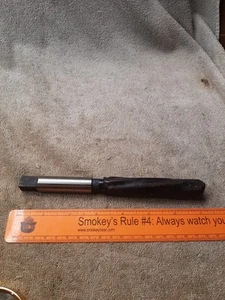 Smokey's Rule #4: Always watch you
www.smokeybear.com